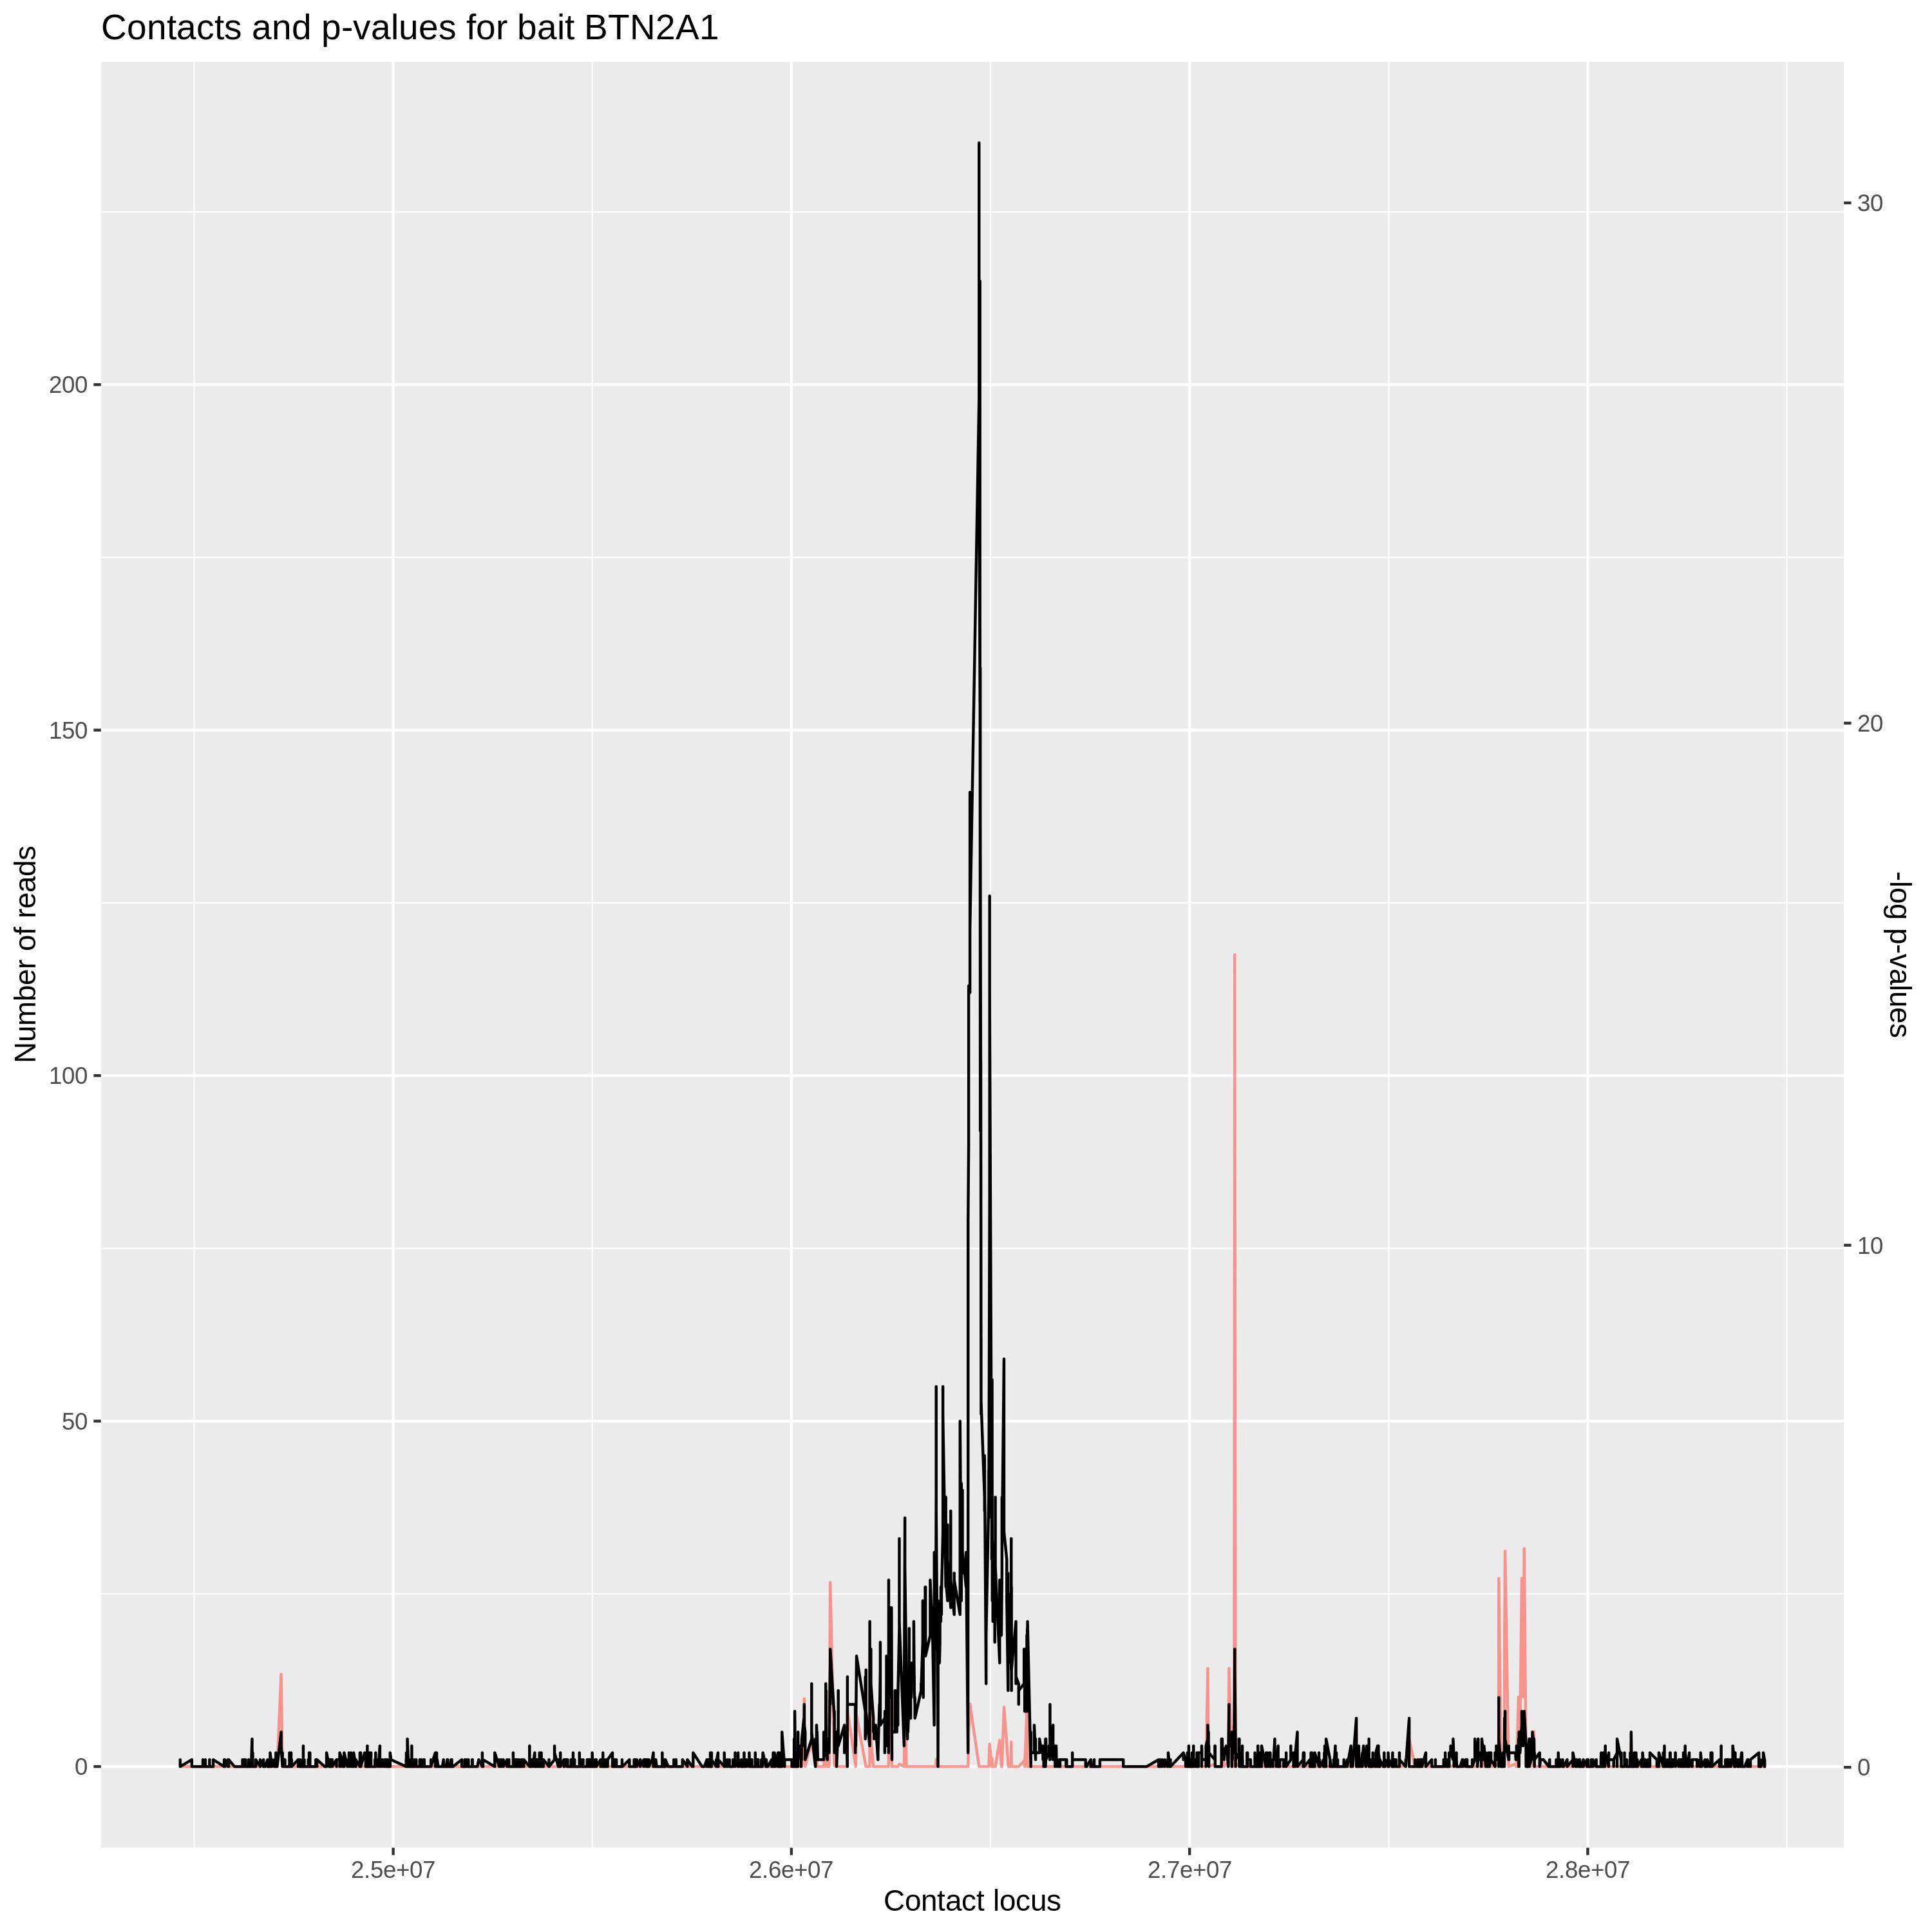 Contacts and p-values for bait BTN2A1
Number of reads
200
150
100
50
0
30
20
10
0
-log p-values
2.5e+07
2.6e+07
2.7e+07
2.8e+07
Contact locus